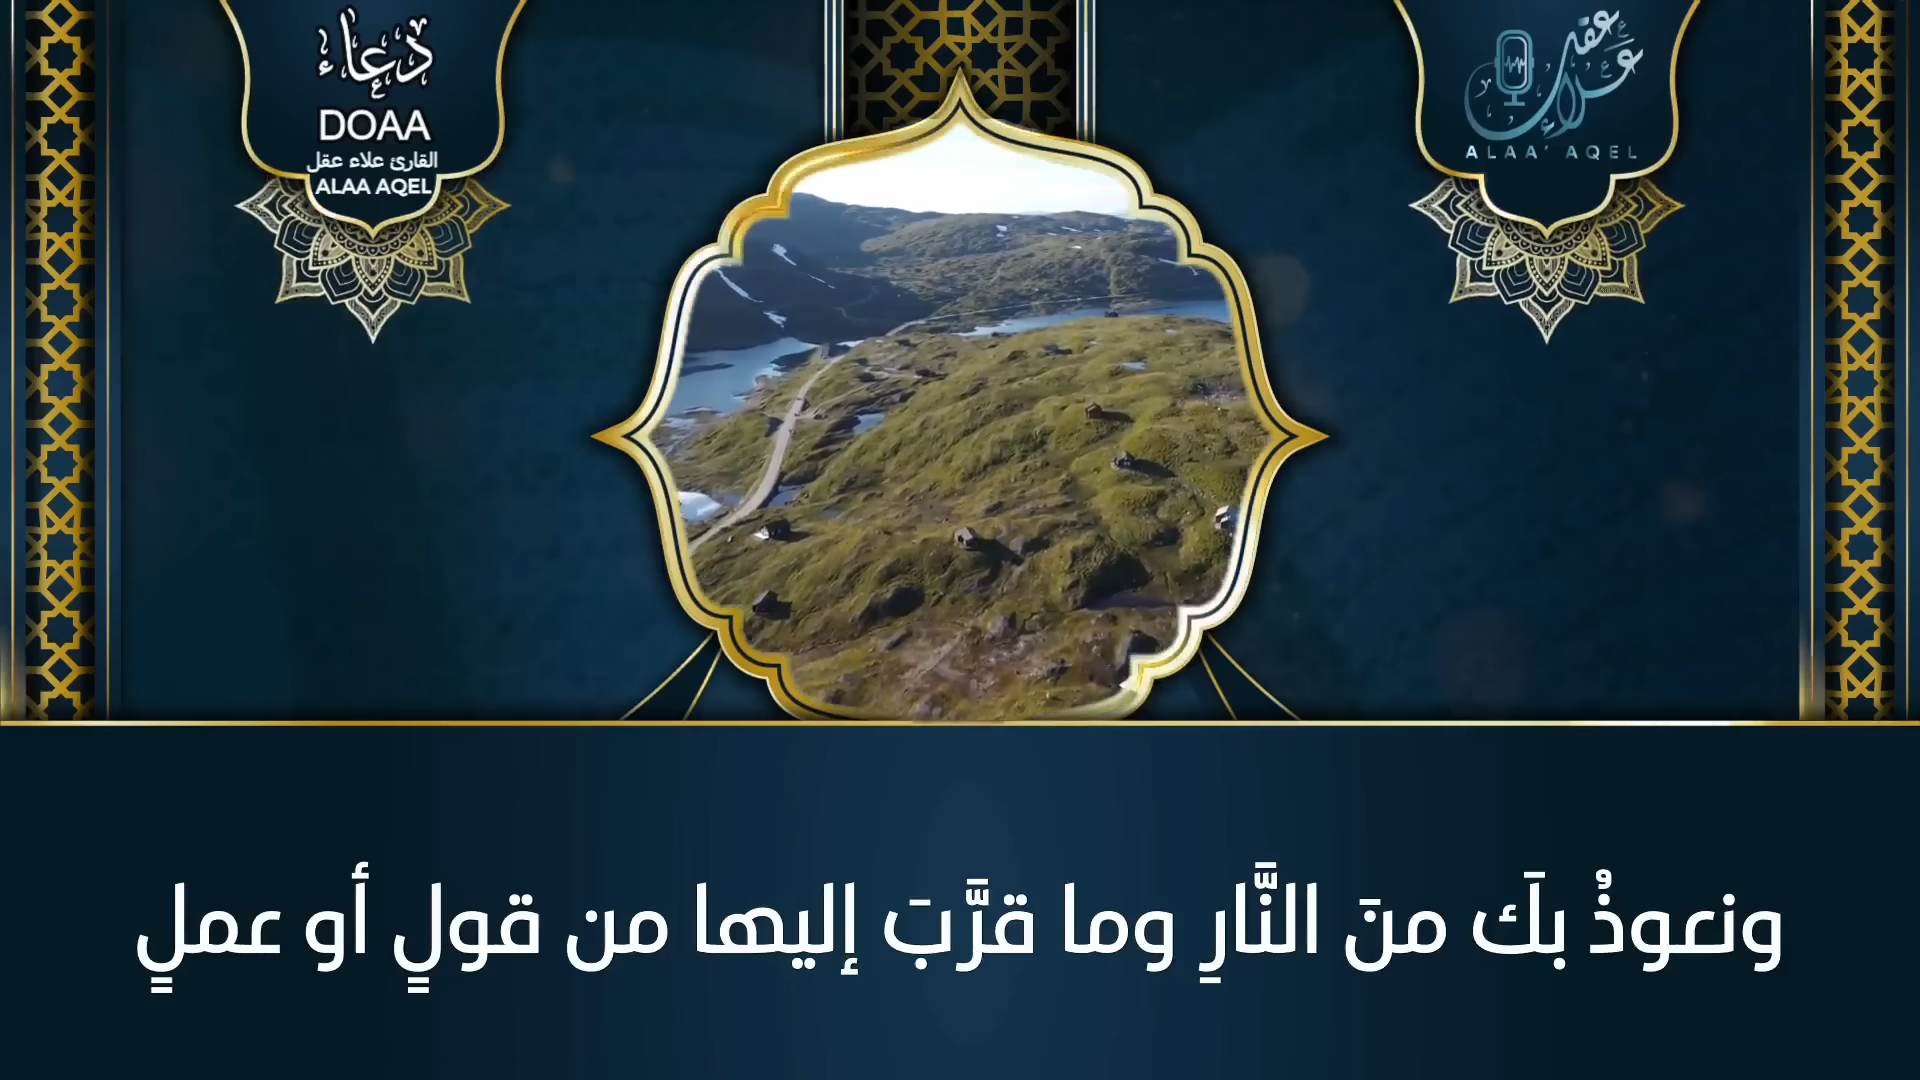 دعاء
DOAA
القارئ علاء عقل
ALAA AQEL
علاء عقل
ALAA' AQEL
ونعوذُ بكَ منَ النَّارِ وما قرَّبَ إليها من قولٍ أو عملٍ